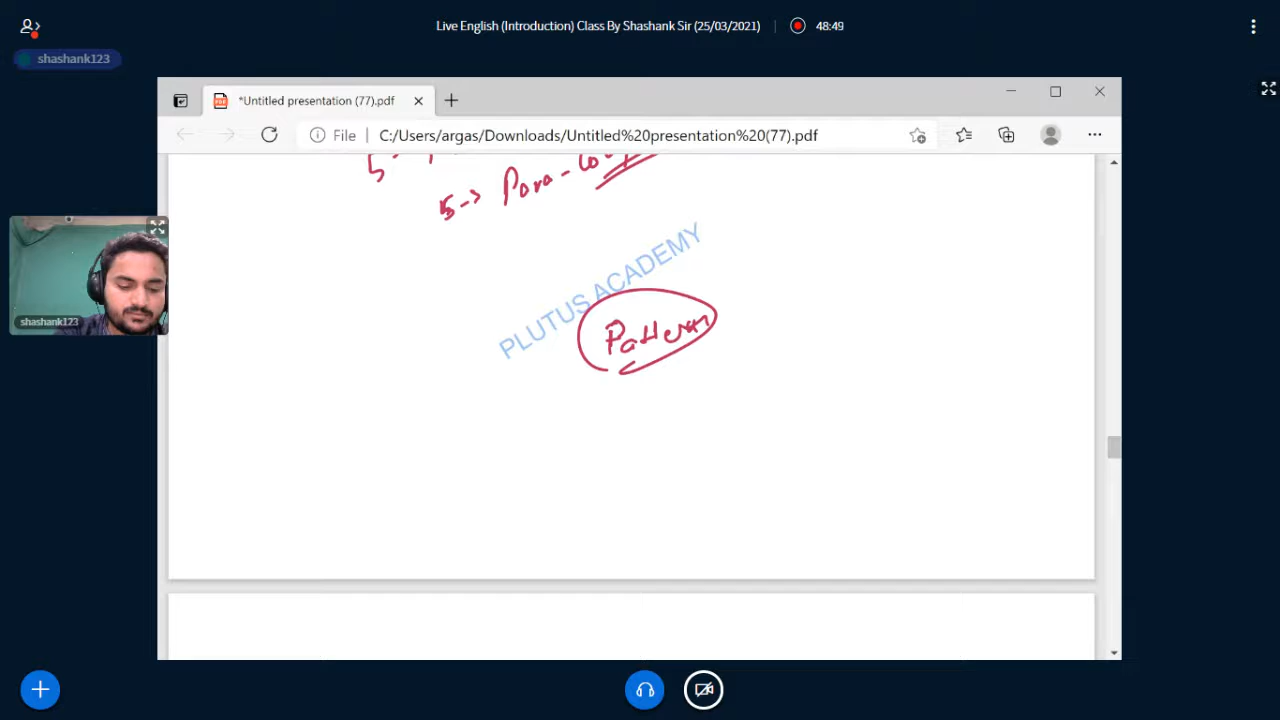 Live English (Introduction) Class By Shashank Sir (25/03/2021)
48:49
shashank123
*Untitled presentation (77).pdf
File
C:/Users/argas/Downloads/Untitled%20presentation%20(77).pdf
5 -> Para-
PLUTUS ACADEMY
Pattern
shashank123